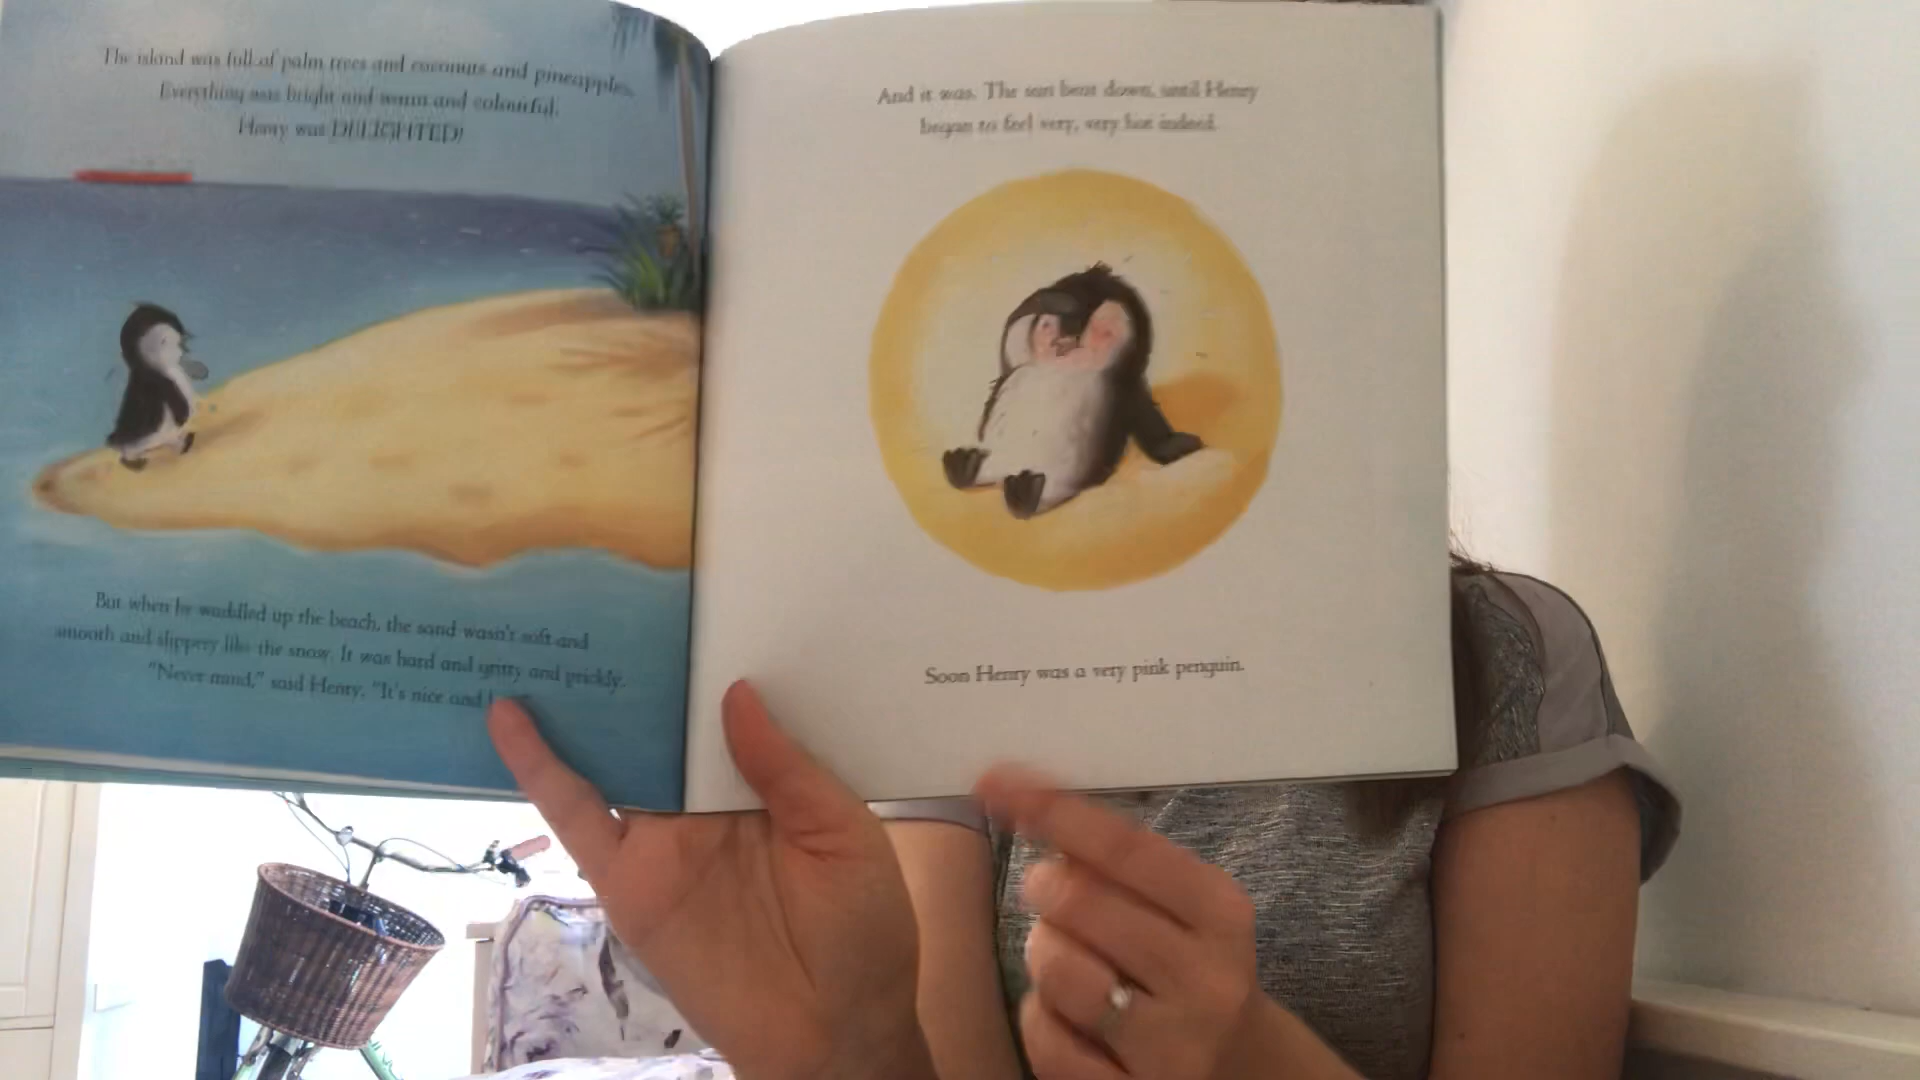 The island was full of palm trees and coconuts and pineapples.
Everything was bright and warm and colourful.
Henry was DELIGHTED!
But when he waddled up the beach, the sand wasn't soft and
smooth and slippery like the snow. It was hard and gritty and prickly.
"Never mind," said Henry. "It's nice and
And it was. The sun beat down, until Henry
began to feel very, very hot indeed.
Soon Henry was a very pink penguin.